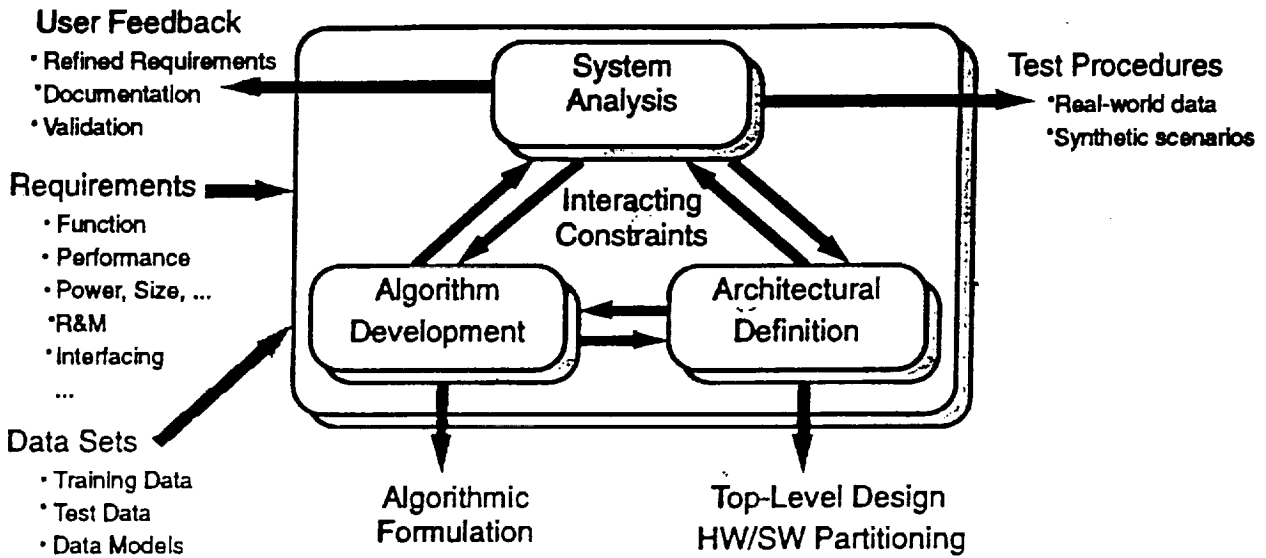 User Feedback
• Refined Requirements
•Documentation
• Validation
System
Analysis
Test Procedures
•Real-world data
•Synthetic scenarios
Requirements
• Function
• Performance
• Power, Size, ...
•R&M
• Interfacing
...
Interacting
Constraints
Algorithm
Development
Architectural
Definition
Data Sets
• Training Data
• Test Data
• Data Models
Algorithmic
Formulation
Top-Level Design
HW/SW Partitioning